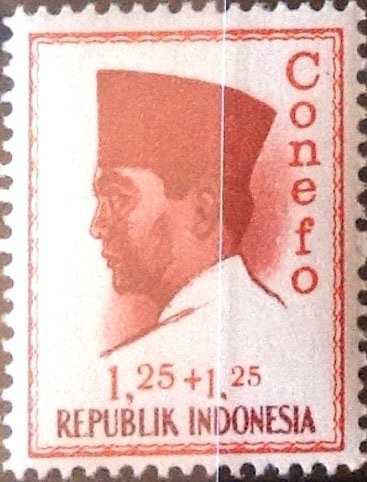 Conefo
1,25 + 1,25
REPUBLIK INDONESIA